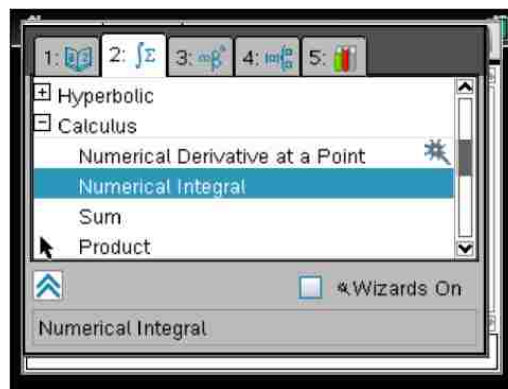 1: 2: ∫Σ 3: ∞β° 4: 5:
Hyperbolic
Calculus
Numerical Derivative at a Point
Numerical Integral
Sum
Product
Wizards On
Numerical Integral